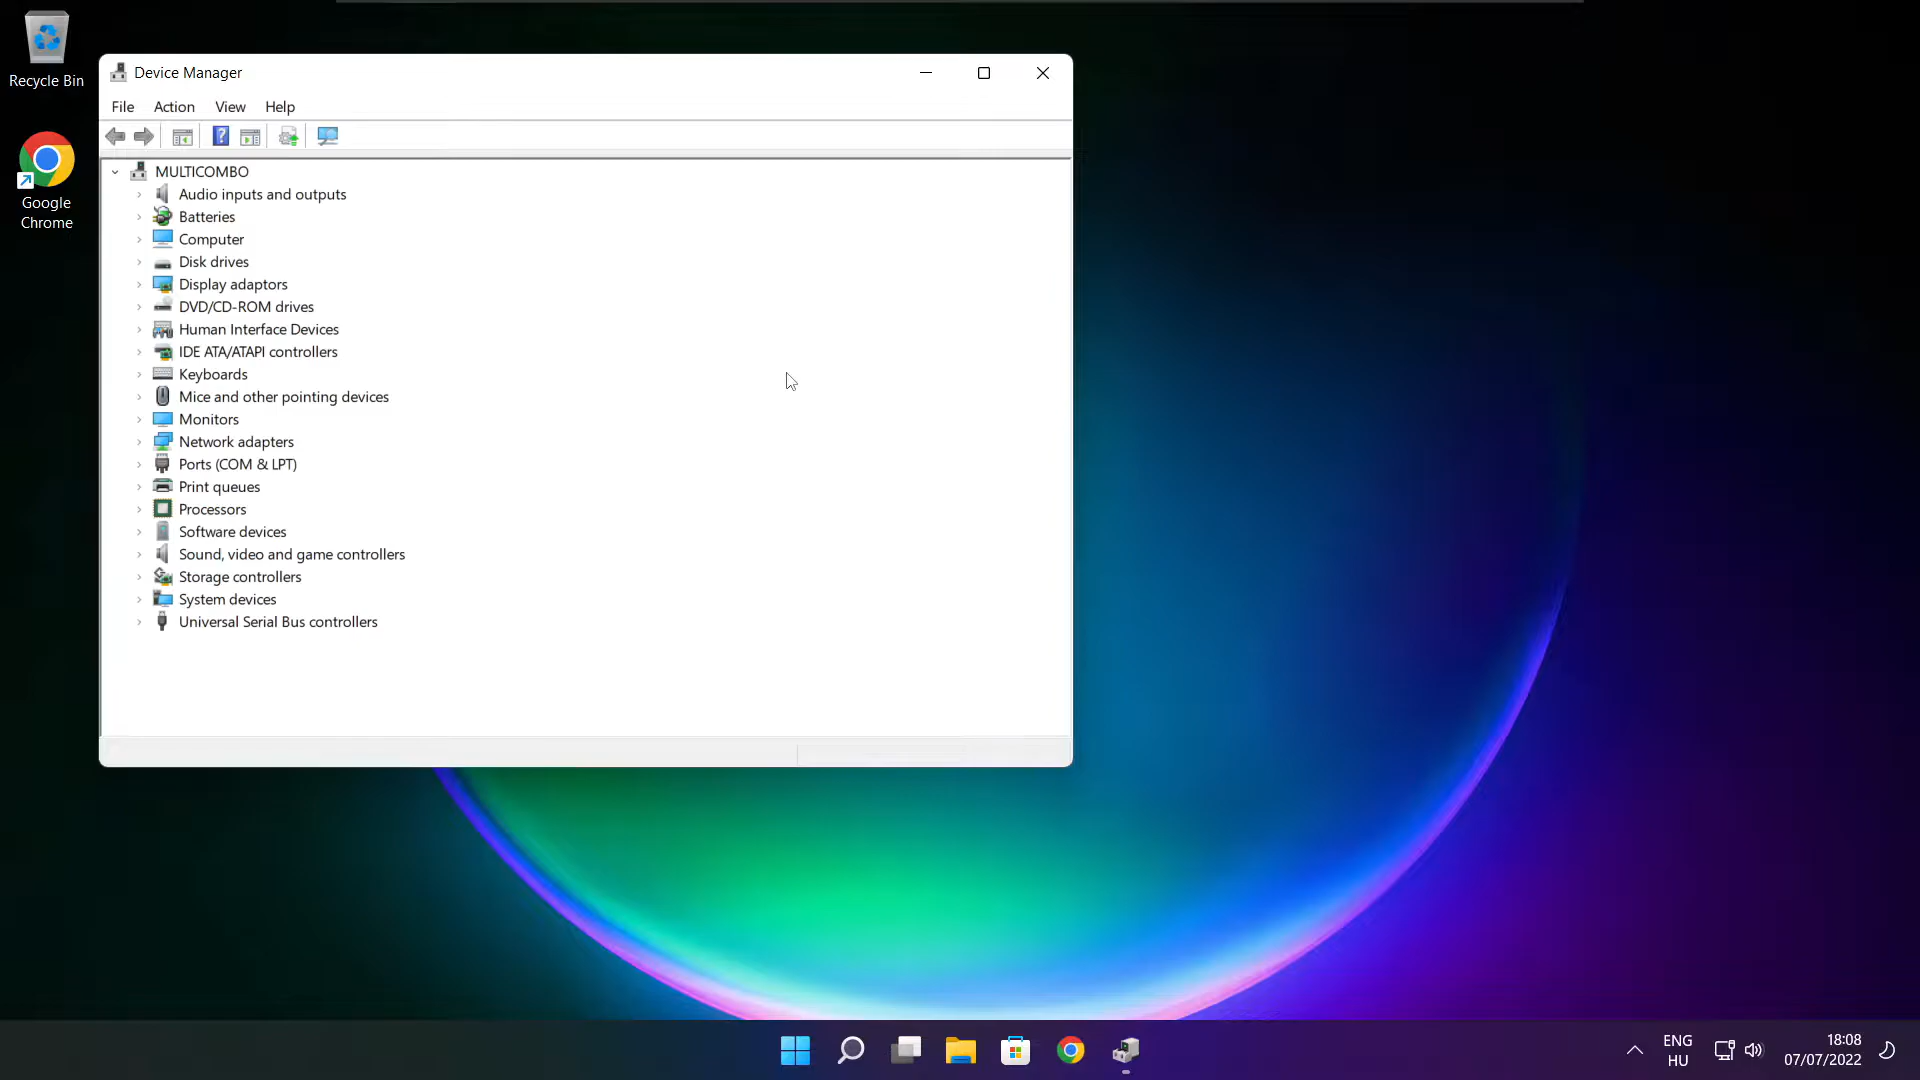 Recycle Bin
Google
Chrome
Device Manager
File Action View Help
MULTICOMBO
Audio inputs and outputs
Batteries
Computer
Disk drives
Display adaptors
DVD/CD-ROM drives
Human Interface Devices
IDE ATA/ATAPI controllers
Keyboards
Mice and other pointing devices
Monitors
Network adapters
Ports (COM & LPT)
Print queues
Processors
Software devices
Sound, video and game controllers
Storage controllers
System devices
Universal Serial Bus controllers
ENG
HU
18:08
07/07/2022